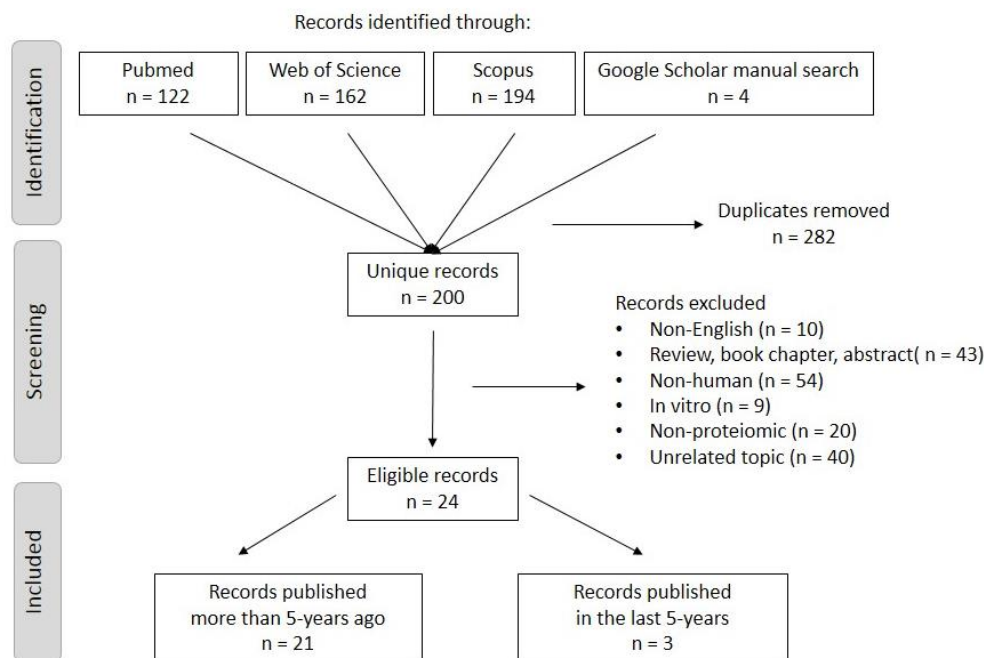 Records identified through:
Identification
Pubmed
n = 122
Web of Science
n = 162
Scopus
n = 194
Google Scholar manual search
n = 4
Duplicates removed
n = 282
Screening
Unique records
n = 200
Records excluded
• Non-English (n = 10)
• Review, book chapter, abstract( n = 43)
• Non-human (n = 54)
• In vitro (n = 9)
• Non-proteiomic (n = 20)
• Unrelated topic (n = 40)
Eligible records
n = 24
Included
Records published
more than 5-years ago
n = 21
Records published
in the last 5-years
n = 3